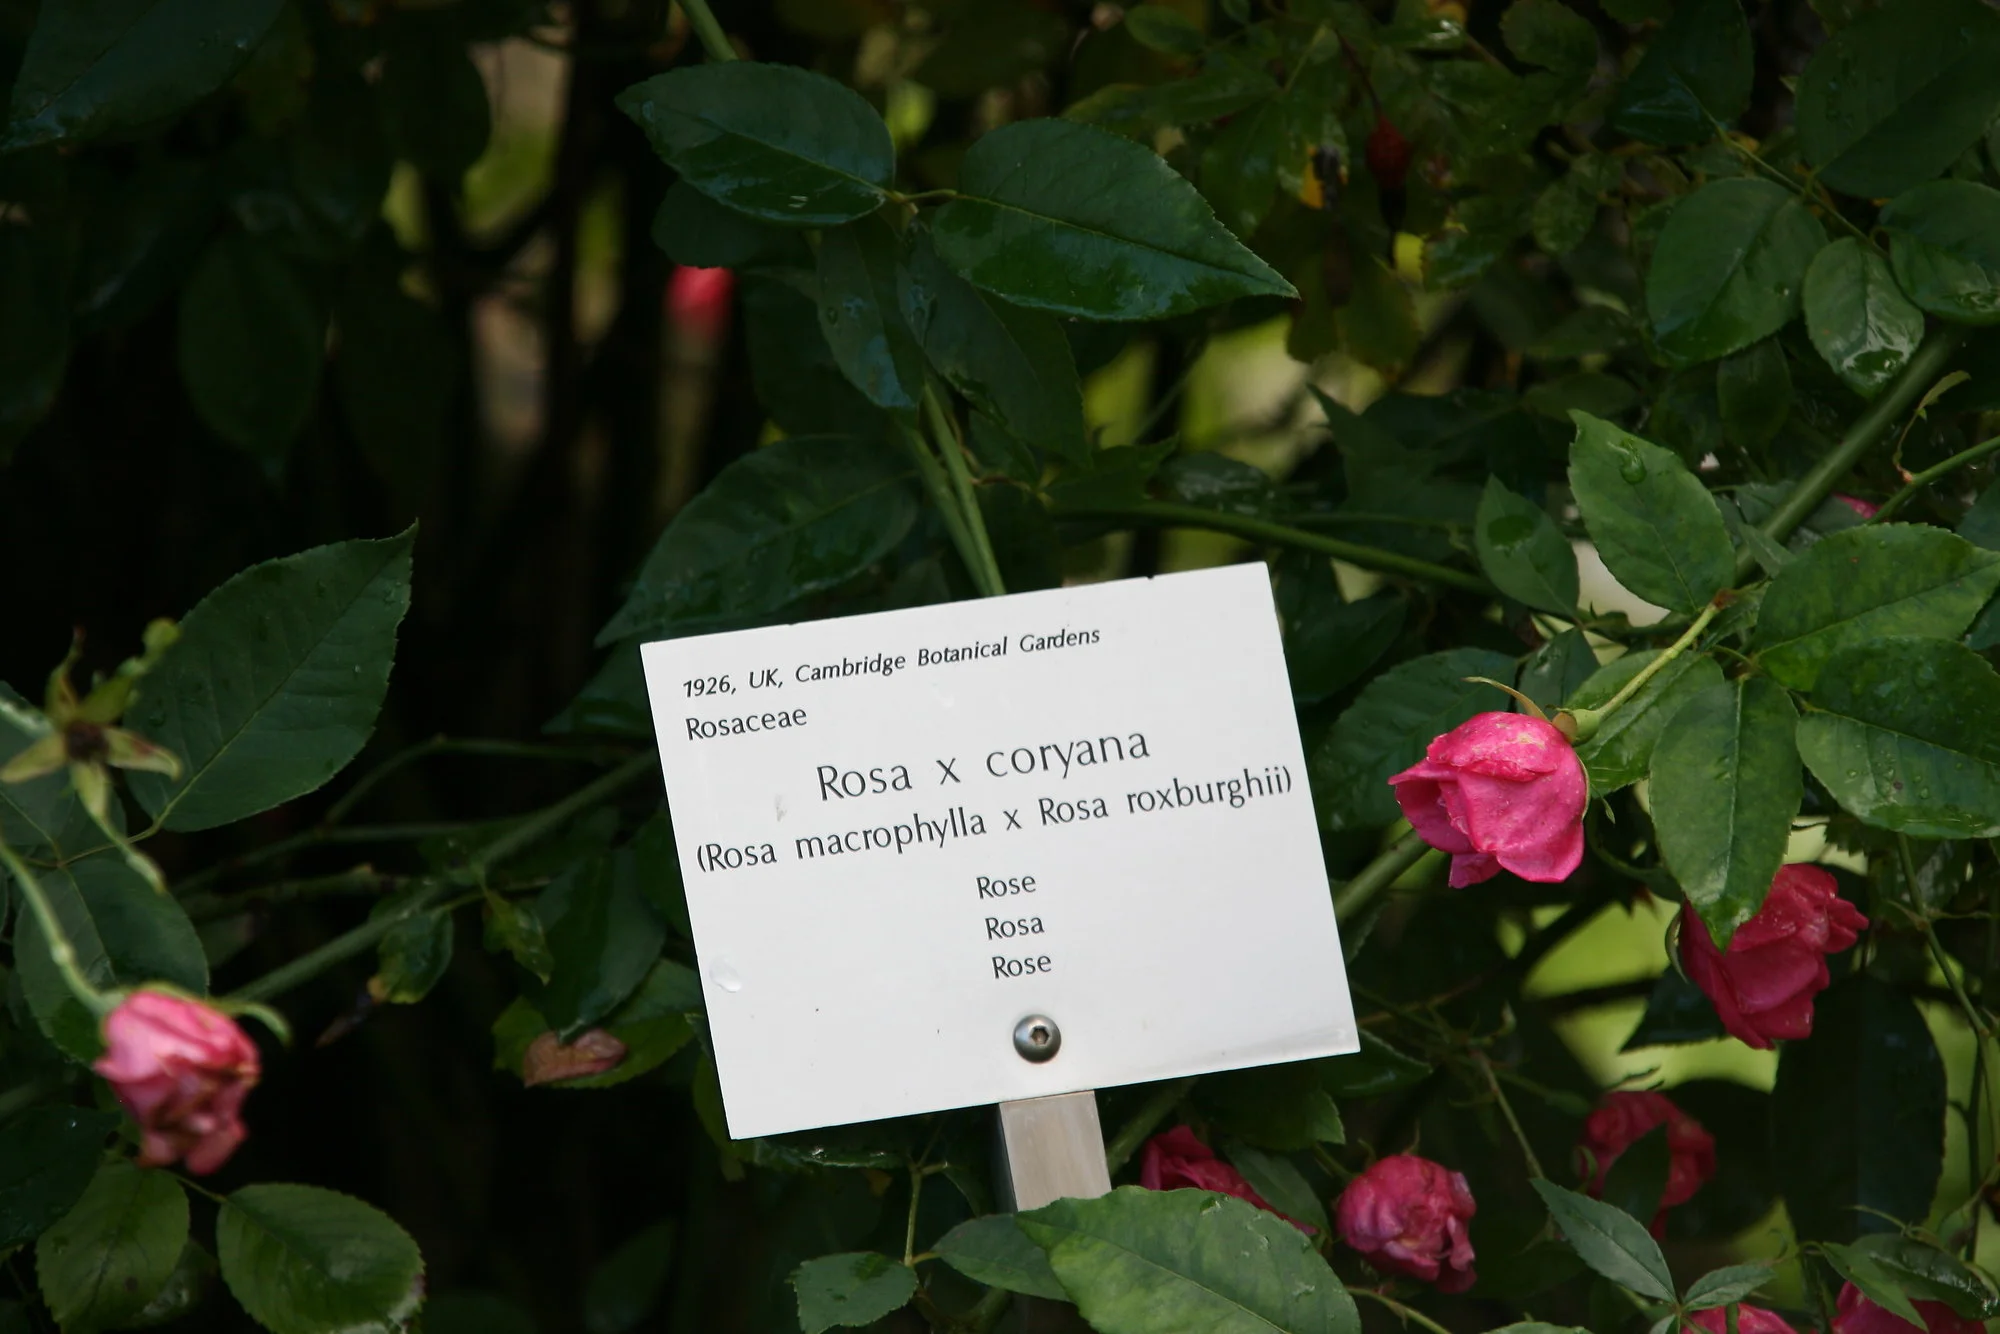 1926, UK, Cambridge Botanical Gardens
Rosaceae
Rosa x coryana
(Rosa macrophylla x Rosa roxburghii)
Rose
Rosa
Rose